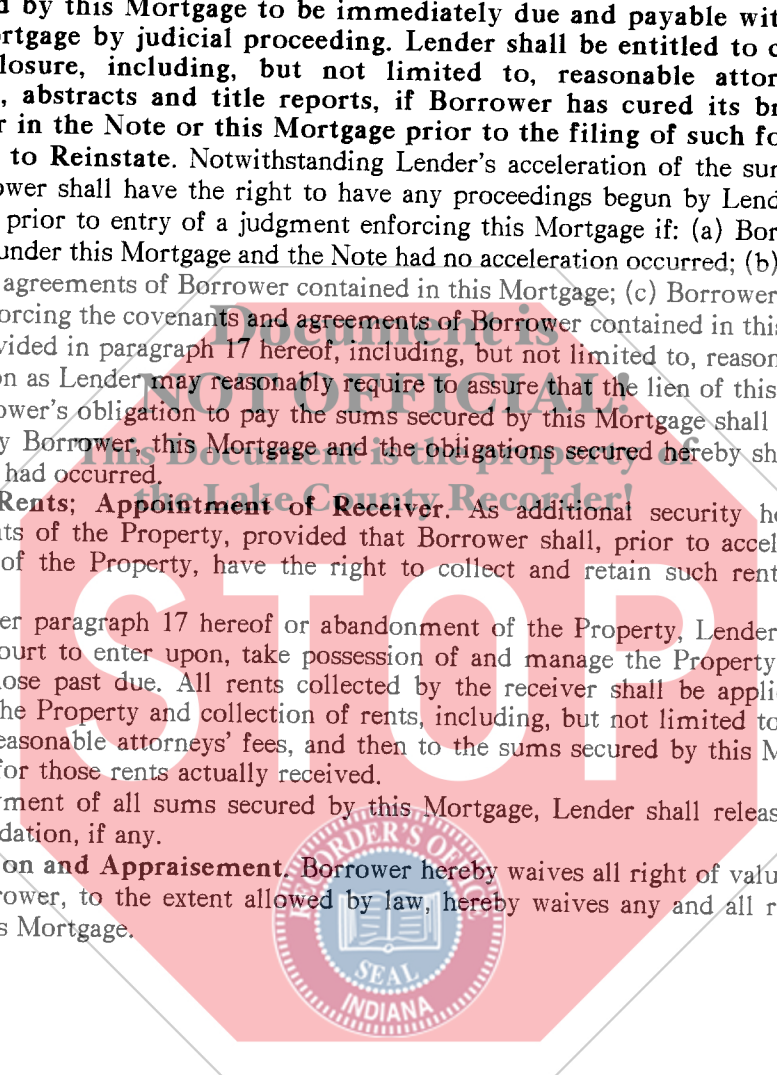 d by this Mortgage to be immediately due and payable wit
rtgage by judicial proceeding. Lender shall be entitled to c
losure, including, but not limited to, reasonable attor
, abstracts and title reports, if Borrower has cured its br
r in the Note or this Mortgage prior to the filing of such fo
to Reinstate. Notwithstanding Lender's acceleration of the sum
ower shall have the right to have any proceedings begun by Lend
prior to entry of a judgment enforcing this Mortgage if: (a) Bor
under this Mortgage and the Note had no acceleration occurred; (b)
agreements of Borrower contained in this Mortgage; (c) Borrower
orcing the covenants and agreements of Borrower contained in this
Document is
vided in paragraph 17 hereof, including, but not limited to, reason
on as Lender may reasonably require to assure that the lien of this
NOT OFFICIAL!
ower's obligation to pay the sums secured by this Mortgage shall
y Borrower, this Mortgage and the obligations secured hereby sh
This Document is the property of
had occurred.
the Lake County Recorder!
Rents; Appointment of Receiver. As additional security he
ts of the Property, provided that Borrower shall, prior to accel
of the Property, have the right to collect and retain such rent
STOP
er paragraph 17 hereof or abandonment of the Property, Lender
ourt to enter upon, take possession of and manage the Property
ose past due. All rents collected by the receiver shall be appli
he Property and collection of rents, including, but not limited to
easonable attorneys' fees, and then to the sums secured by this M
for those rents actually received.
ment of all sums secured by this Mortgage, Lender shall releas
dation, if any.
on and Appraisement. Borrower hereby waives all right of valu
rower, to the extent allowed by law, hereby waives any and all r
s Mortgage.
RECORDER'S OFFICE
SEAL
INDIANA